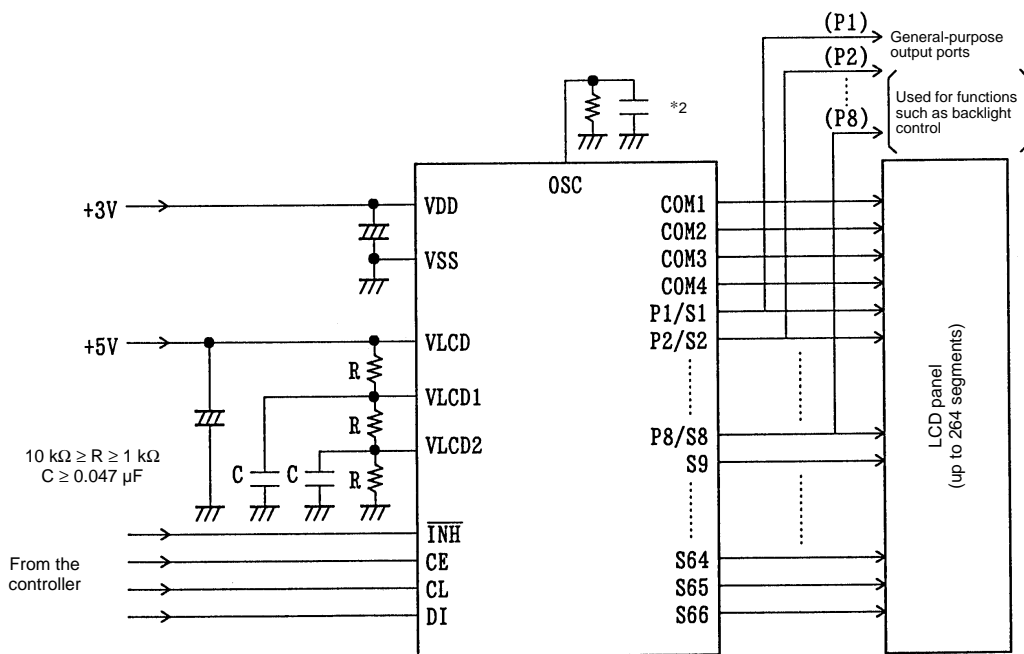 (P1)
General-purpose
output ports
(P2)
(P8)
Used for functions
such as backlight
control
*2
OSC
+3V
VDD
VSS
+5V
VLCD
R
VLCD1
R
VLCD2
R
C
C
10 kΩ ≥ R ≥ 1 kΩ
C ≥ 0.047 µF
From the
controller
I̅N̅H̅
CE
CL
DI
COM1
COM2
COM3
COM4
P1/S1
P2/S2
P8/S8
S9
S64
S65
S66
LCD panel
(up to 264 segments)